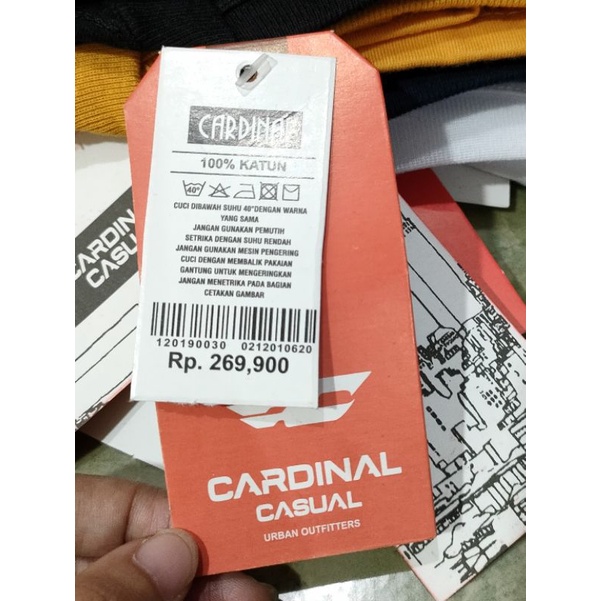 CARDINAL
100% KATUN
40°
CUCI DIBAWAH SUHU 40°DENGAN WARNA
YANG SAMA
JANGAN GUNAKAN PEMUTIH
SETRIKA DENGAN SUHU RENDAH
JANGAN GUNAKAN MESIN PENGERING
CUCI DENGAN MEMBALIK PAKAIAN
GANTUNG UNTUK MENGERINGKAN
JANGAN MENETRIKA PADA BAGIAN
CETAKAN GAMBAR
120190030 0212010620
Rp. 269,900
CARDINAL
CASUAL
URBAN OUTFITTERS
CARDINAL
CASUAL